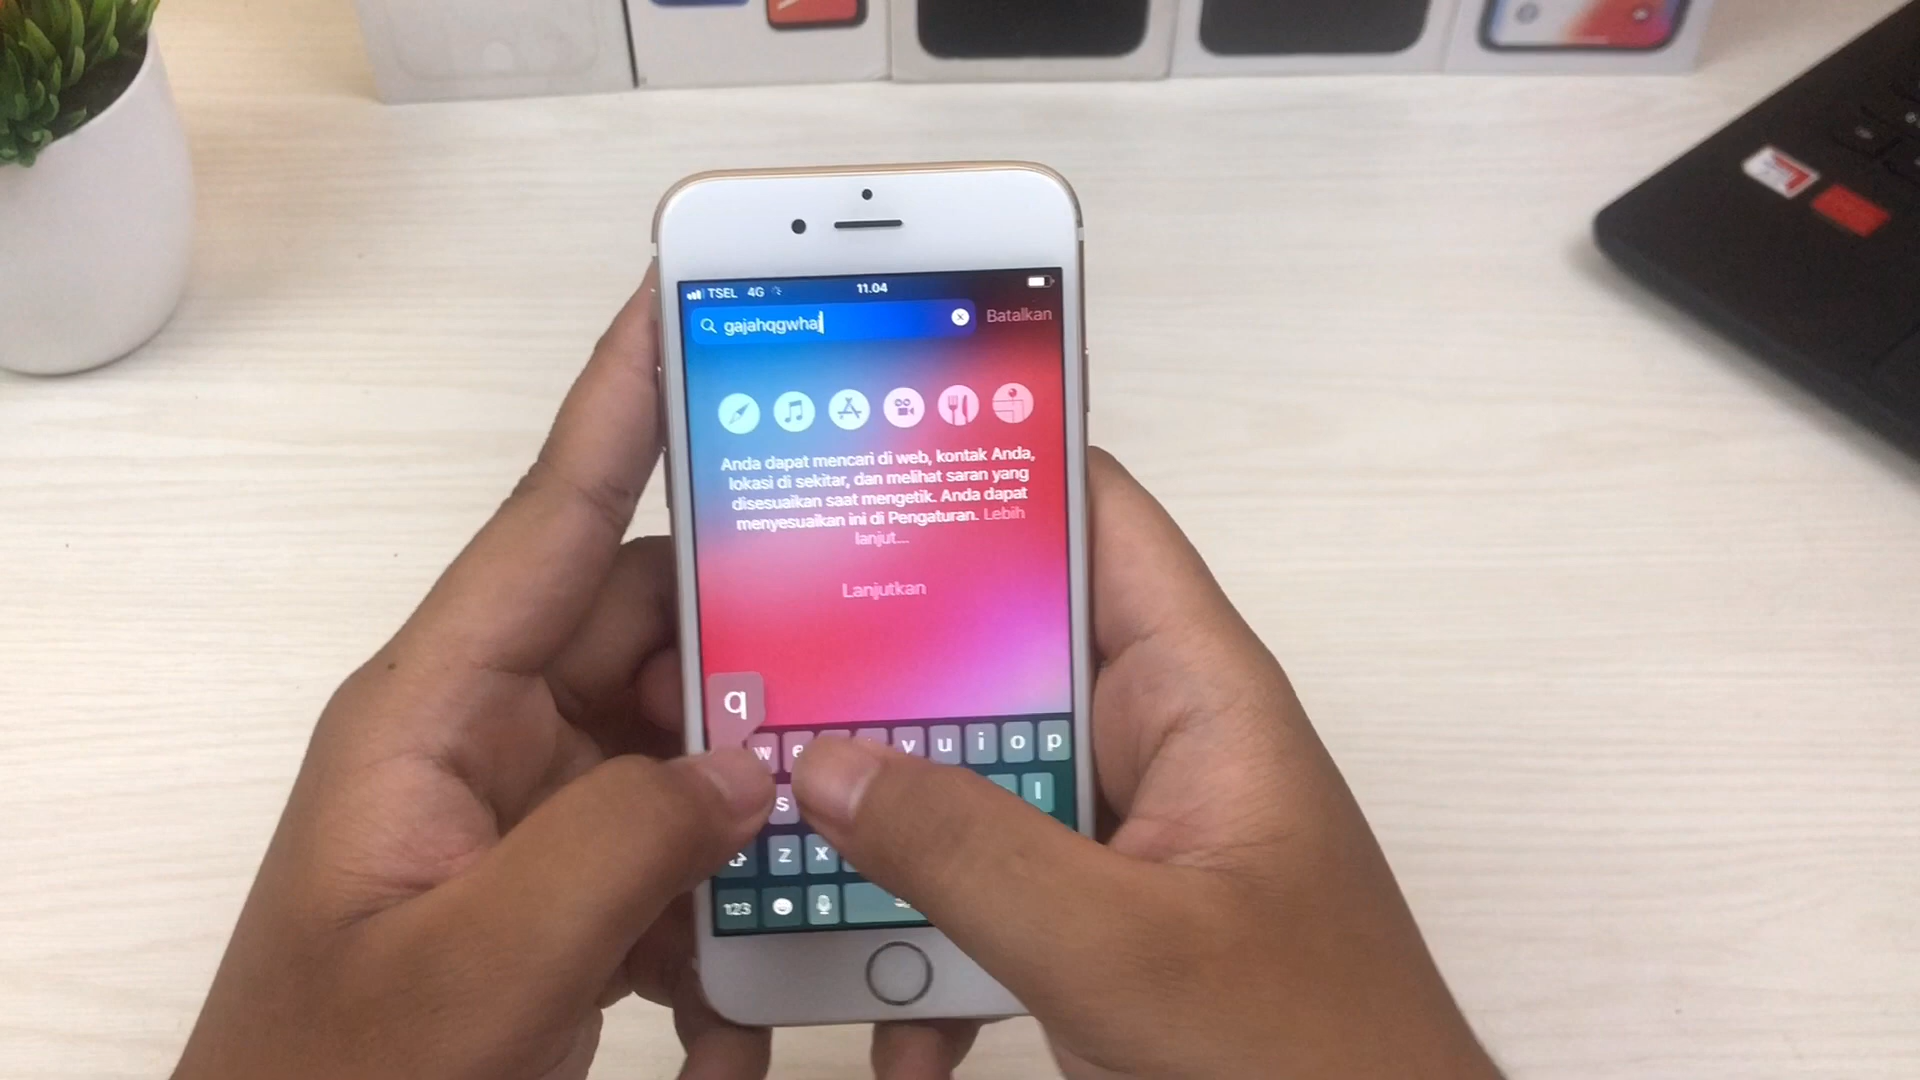 TSEL 4G 11.04
gajahqgwhaj Batalkan
Anda dapat mencari di web, kontak Anda,
lokasi di sekitar, dan melihat saran yang
disesuaikan saat mengetik. Anda dapat
menyesuaikan ini di Pengaturan. Lebih
lanjut...
Lanjutkan
q
w e y u i o p
s l
z x
123